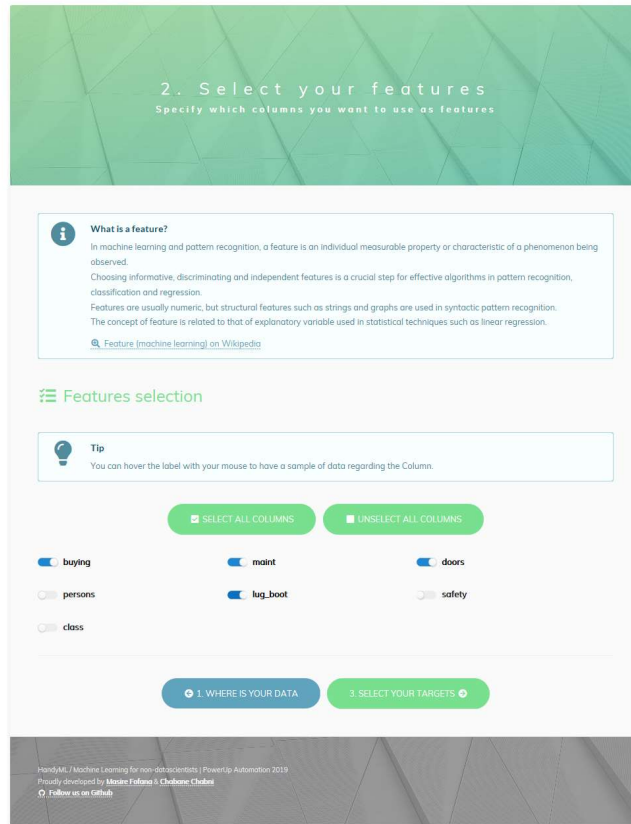 2. Select your features
Specify which columns you want to use as features
What is a feature?
In machine learning and pattern recognition, a feature is an individual measurable property or characteristic of a phenomenon being
observed.
Choosing informative, discriminating and independent features is a crucial step for effective algorithms in pattern recognition,
classification and regression.
Features are usually numeric, but structural features such as strings and graphs are used in syntactic pattern recognition.
The concept of feature is related to that of explanatory variable used in statistical techniques such as linear regression.
Feature (machine learning) on Wikipedia
Features selection
Tip
You can hover the label with your mouse to have a sample of data regarding the Column.
SELECT ALL COLUMNS UNSELECT ALL COLUMNS
buying maint doors
persons lug_boot safety
class
1. WHERE IS YOUR DATA 3. SELECT YOUR TARGETS
HandyML / Machine Learning for non-datascientists | PowerUp Automation 2019
Proudly developed by Masire Fofana & Chabane Chabni
Follow us on Github